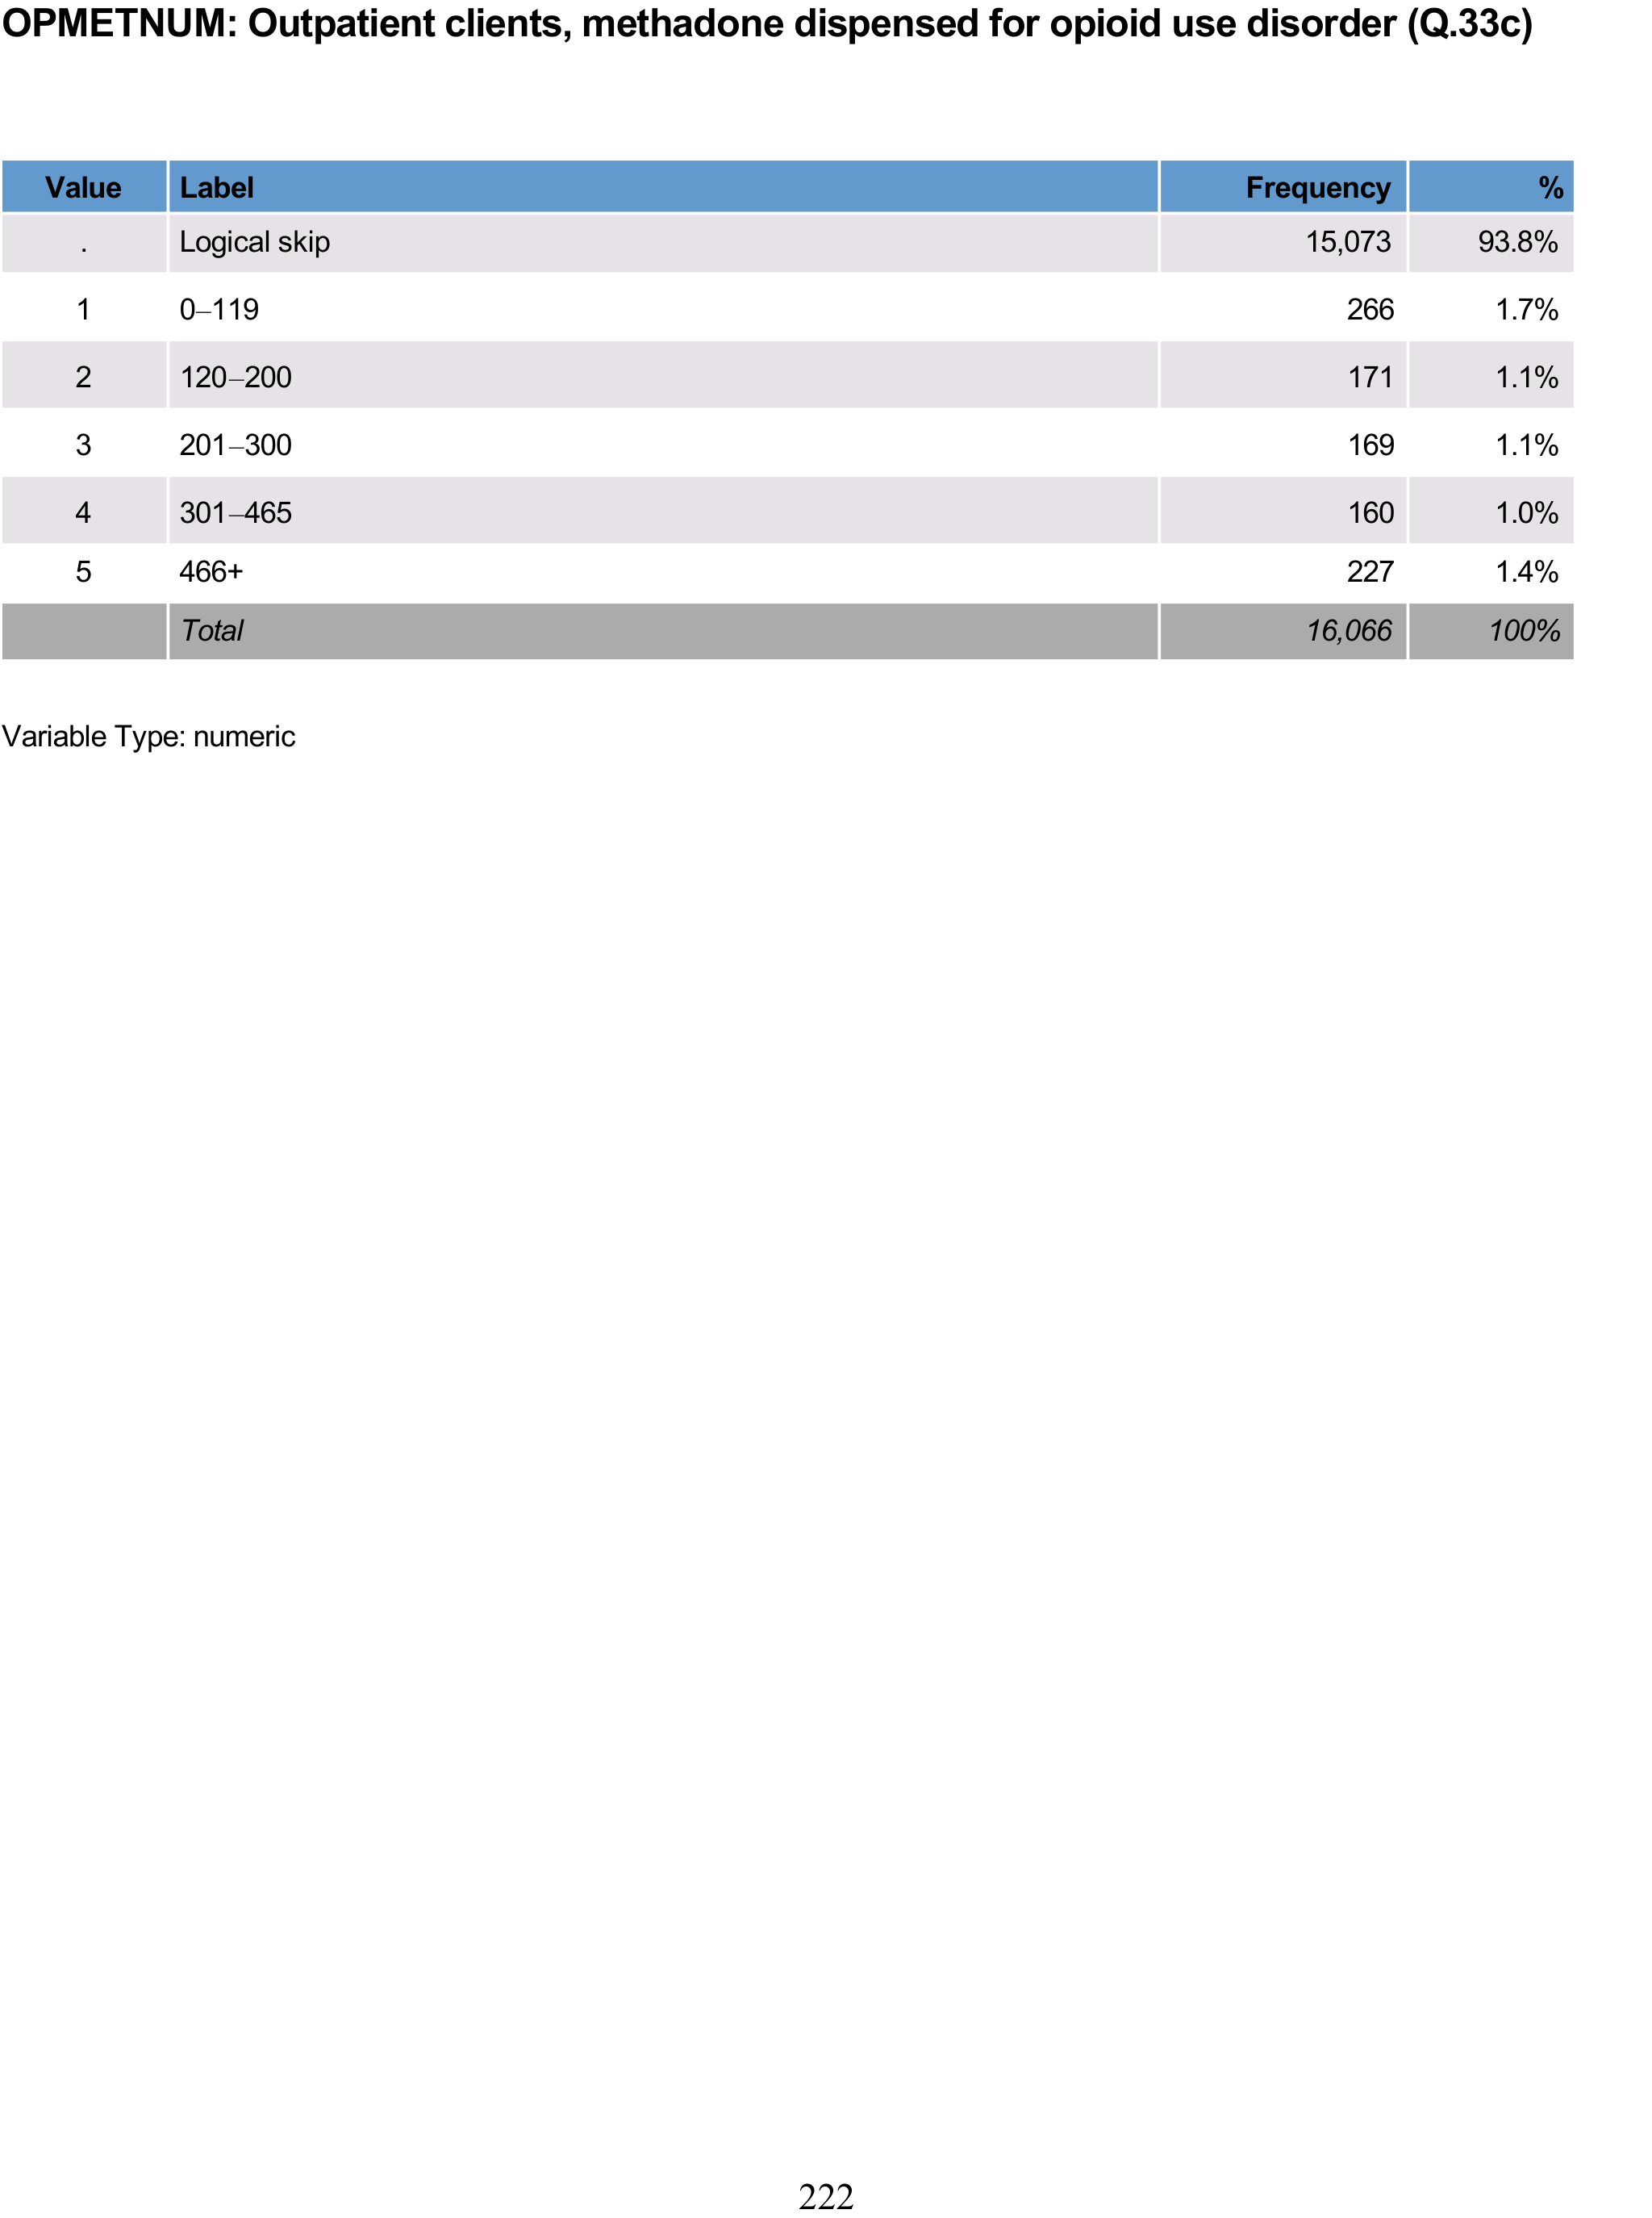 OPMETNUM: Outpatient clients, methadone dispensed for opioid use disorder (Q.33c)
Value Label Frequency %
. Logical skip 15,073 93.8%
1 0–119 266 1.7%
2 120–200 171 1.1%
3 201–300 169 1.1%
4 301–465 160 1.0%
5 466+ 227 1.4%
Total 16,066 100%
Variable Type: numeric
222